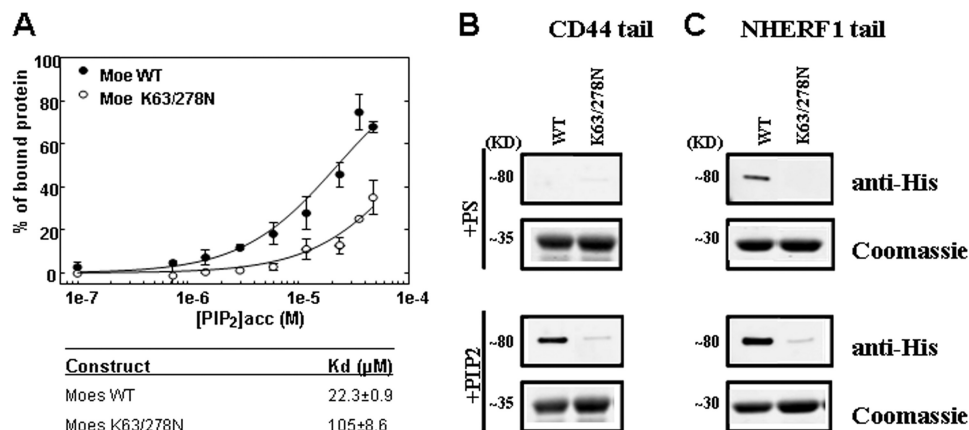 A
% of bound protein
100
80
60
40
20
0
Moe WT
Moe K63/278N
1e-7
1e-6
1e-5
1e-4
[PIP2]acc (M)
Construct Kd (µM)
Moes WT 22.3±0.9
Moes K63/278N 105±8.6
B CD44 tail
WT
K63/278N
(KD)
+PS
~80
~35
+PIP2
~80
~35
C NHERF1 tail
WT
K63/278N
(KD)
~80
anti-His
~30
Coomassie
~80
anti-His
~30
Coomassie